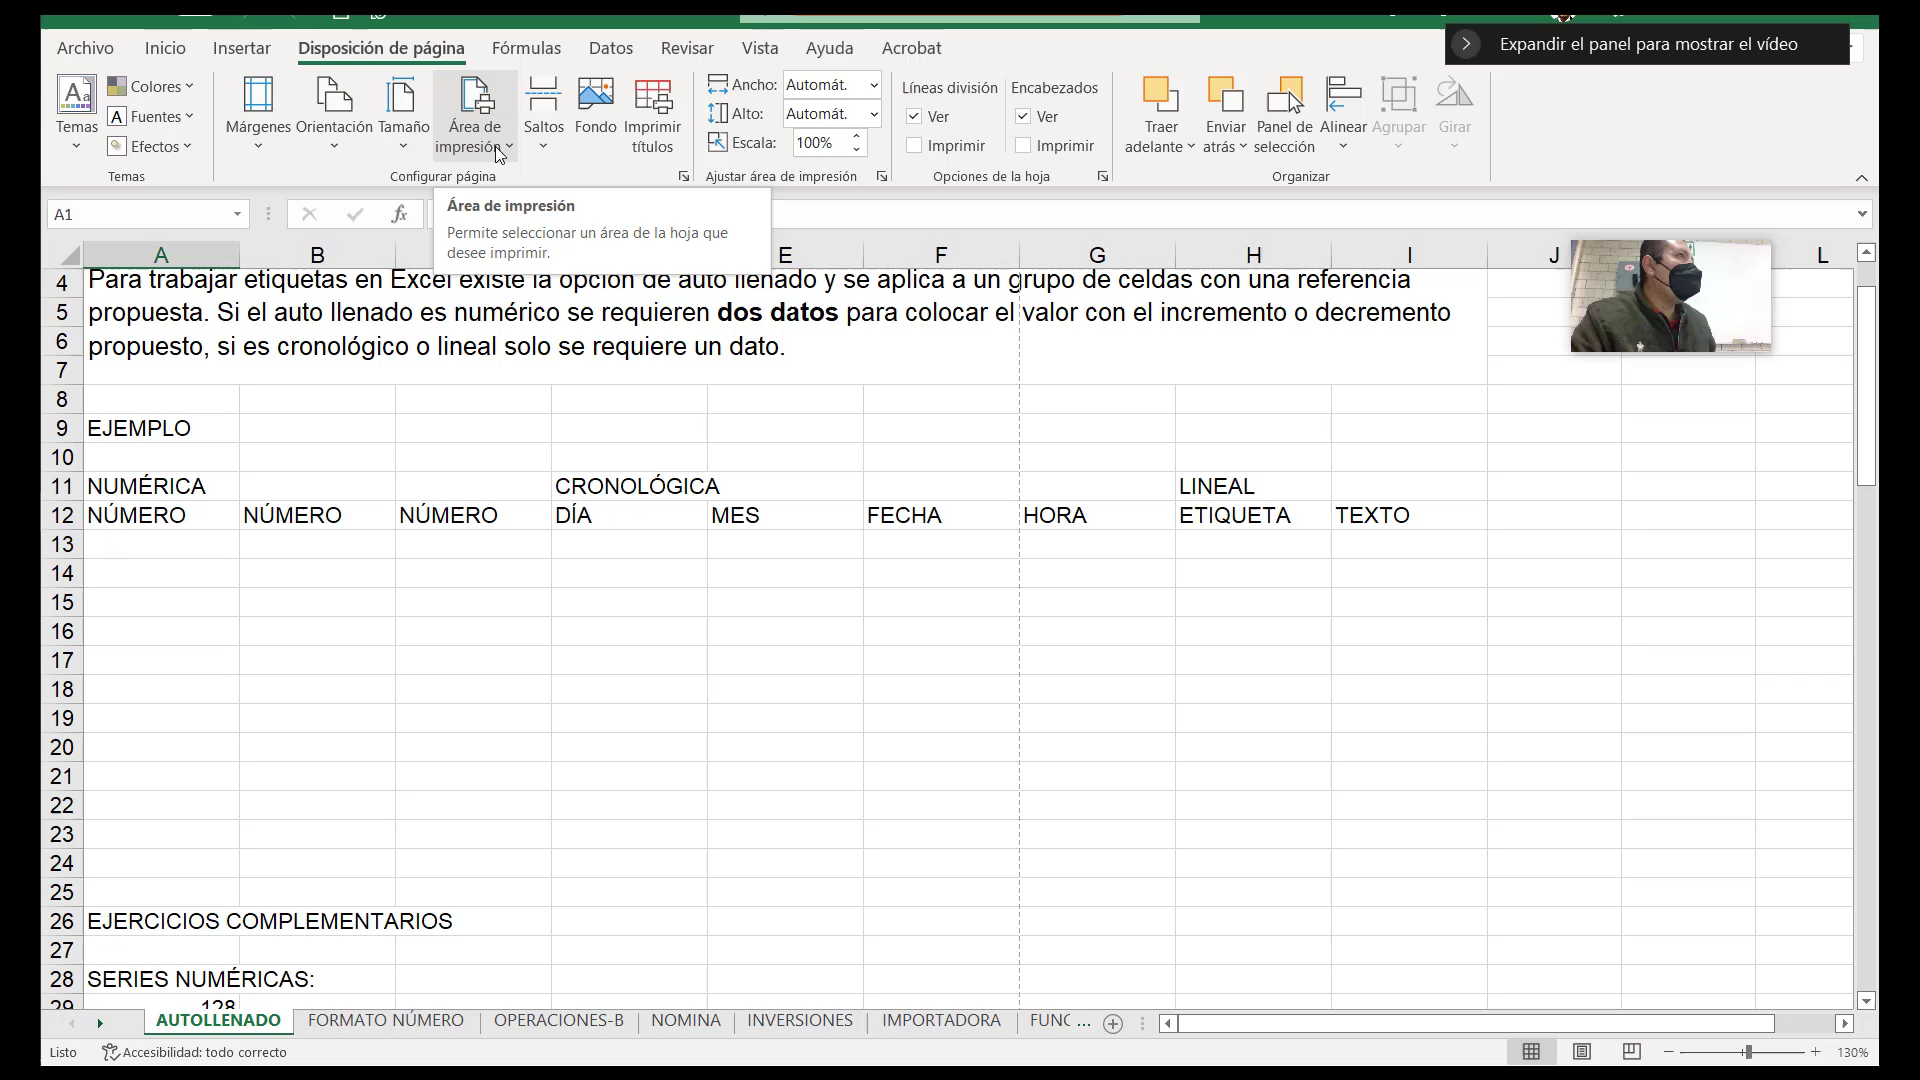 Archivo Inicio Insertar Disposición de página Fórmulas Datos Revisar Vista Ayuda Acrobat
Expandir el panel para mostrar el vídeo
Temas
Colores
Fuentes
Efectos
Temas
Márgenes
Orientación
Tamaño
Área de
impresión
Saltos
Fondo
Imprimir
títulos
Configurar página
Ancho: Automát.
Alto: Automát.
Escala: 100%
Ajustar área de impresión
Líneas división
Ver
Imprimir
Encabezados
Ver
Imprimir
Opciones de la hoja
Traer
adelante
Enviar
atrás
Panel de
selección
Alinear
Agrupar
Girar
Organizar
A1
fx
Área de impresión
Permite seleccionar un área de la hoja que
desee imprimir.
A B E F G H I J L
4 Para trabajar etiquetas en Excel existe la opción de auto llenado y se aplica a un grupo de celdas con una referencia
5 propuesta. Si el auto llenado es numérico se requieren dos datos para colocar el valor con el incremento o decremento
6 propuesto, si es cronológico o lineal solo se requiere un dato.
7
8
9 EJEMPLO
10
11 NUMÉRICA CRONOLÓGICA LINEAL
12 NÚMERO NÚMERO NÚMERO DÍA MES FECHA HORA ETIQUETA TEXTO
13
14
15
16
17
18
19
20
21
22
23
24
25
26 EJERCICIOS COMPLEMENTARIOS
27
28 SERIES NUMÉRICAS:
29 128
AUTOLLENADO FORMATO NÚMERO OPERACIONES-B NOMINA INVERSIONES IMPORTADORA FUNC ...
Listo Accesibilidad: todo correcto 130%